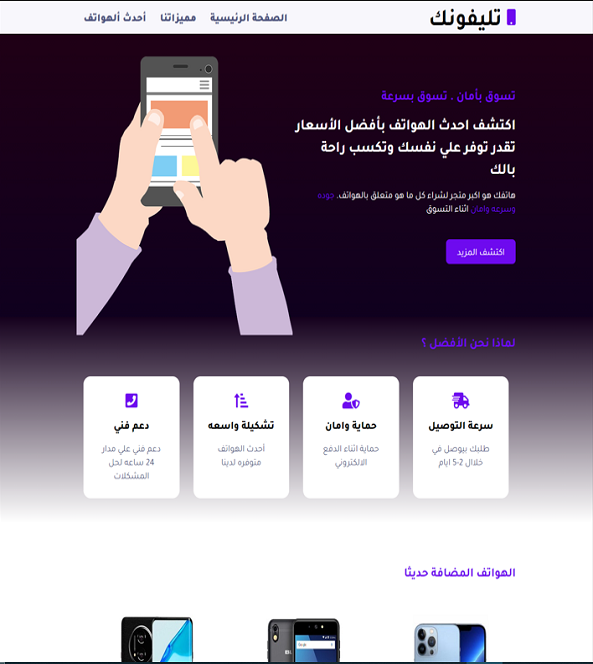 تليفونك
الصفحة الرئيسية
مميزاتنا
أحدث ألهواتف
تسوق بأمان . تسوق بسرعة
اكتشف احدث الهواتف بأفضل الأسعار
تقدر توفر علي نفسك وتكسب راحة
بالك
هاتفك هو اكبر متجر لشراء كل ما هو متعلق بالهواتف. جوده
وسرعه وامان اثناء التسوق
اكتشف المزيد
لماذا نحن الأفضل ؟
سرعة التوصيل
طلبك بيوصل في
خلاال 2-5 ايام
حماية وامان
حماية اثناء الدفع
الالكتروني
تشكيلة واسعه
أحدث الهواتف
متوفره لدينا
دعم فني
دعم فني علي مدار
24 ساعه لحل
المشكلات
الهواتف المضافة حديثا